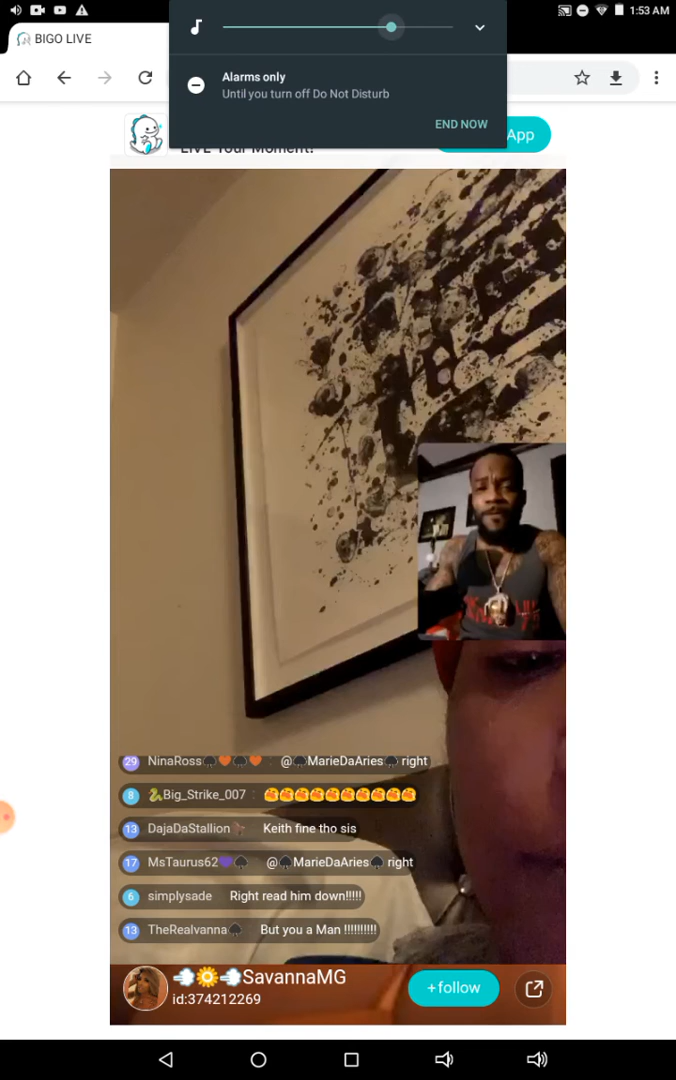 1:53 AM
BIGO LIVE
Alarms only
Until you turn off Do Not Disturb
END NOW
App
LIVE Your Moment!
29 NinaRoss♠️🧡♠️🧡 : @♠️MarieDaAries♠️ right
8 🐍Big_Strike_007 : 🥰🥰🥰🥰🥰🥰🥰🥰🥰🥰
13 DajaDaStallion🐎 Keith fine tho sis
17 MsTaurus62💜♠️ @♠️MarieDaAries♠️ right
6 simplysade Right read him down!!!!!
13 TheRealvanna♠️ But you a Man !!!!!!!!!!
💨🌼💨SavannaMG
id:374212269
+follow